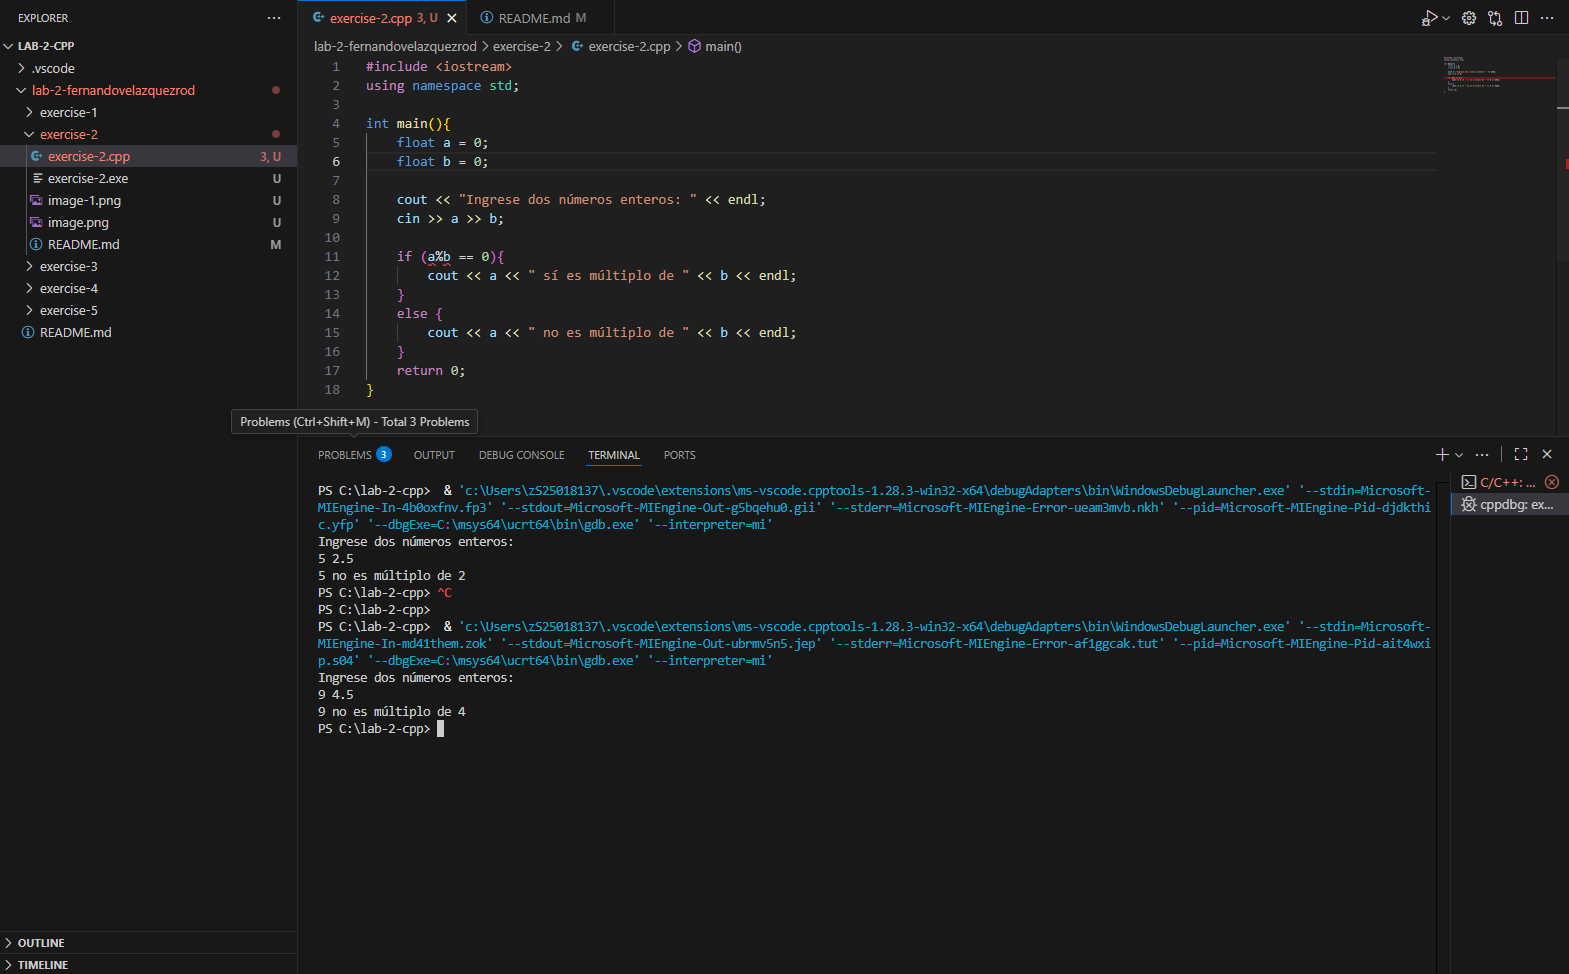 EXPLORER
LAB-2-CPP
.vscode
lab-2-fernandovelazquezrod
exercise-1
exercise-2
exercise-2.cpp 3, U
exercise-2.exe U
image-1.png U
image.png U
README.md M
exercise-3
exercise-4
exercise-5
README.md
OUTLINE
TIMELINE
exercise-2.cpp 3, U
README.md M
lab-2-fernandovelazquezrod > exercise-2 > exercise-2.cpp > main()
1 #include <iostream>
2 using namespace std;
3
4 int main(){
5 float a = 0;
6 float b = 0;
7
8 cout << "Ingrese dos números enteros: " << endl;
9 cin >> a >> b;
10
11 if (a%b == 0){
12 cout << a << " sí es múltiplo de " << b << endl;
13 }
14 else {
15 cout << a << " no es múltiplo de " << b << endl;
16 }
17 return 0;
18 }
Problems (Ctrl+Shift+M) - Total 3 Problems
PROBLEMS 3 OUTPUT DEBUG CONSOLE TERMINAL PORTS
PS C:\lab-2-cpp>  & 'c:\Users\zS25018137\.vscode\extensions\ms-vscode.cpptools-1.28.3-win32-x64\debugAdapters\bin\WindowsDebugLauncher.exe' '--stdin=Microsoft-
MIEngine-In-4b0oxfnv.fp3' '--stdout=Microsoft-MIEngine-Out-g5bqehu0.gii' '--stderr=Microsoft-MIEngine-Error-ueam3mvb.nkh' '--pid=Microsoft-MIEngine-Pid-djdkthi
c.yfp' '--dbgExe=C:\msys64\ucrt64\bin\gdb.exe' '--interpreter=mi'
Ingrese dos números enteros:
5 2.5
5 no es múltiplo de 2
PS C:\lab-2-cpp> ^C
PS C:\lab-2-cpp>
PS C:\lab-2-cpp>  & 'c:\Users\zS25018137\.vscode\extensions\ms-vscode.cpptools-1.28.3-win32-x64\debugAdapters\bin\WindowsDebugLauncher.exe' '--stdin=Microsoft-
MIEngine-In-md41them.zok' '--stdout=Microsoft-MIEngine-Out-ubrmv5n5.jep' '--stderr=Microsoft-MIEngine-Error-af1ggcak.tut' '--pid=Microsoft-MIEngine-Pid-ait4wxi
p.s04' '--dbgExe=C:\msys64\ucrt64\bin\gdb.exe' '--interpreter=mi'
Ingrese dos números enteros:
9 4.5
9 no es múltiplo de 4
PS C:\lab-2-cpp>
C/C++: ...
cppdbg: ex...